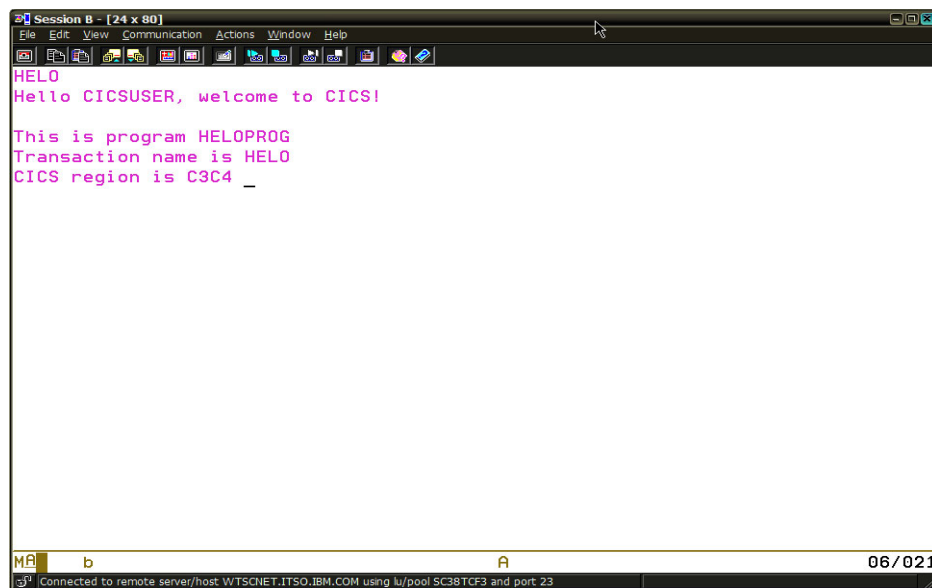 Session B - [24 x 80]
File Edit View Communication Actions Window Help
HELO
Hello CICSUSER, welcome to CICS!
This is program HELOPROG
Transaction name is HELO
CICS region is C3C4 _
MA b A 06/021
Connected to remote server/host WTSCNET.ITSO.IBM.COM using lu/pool SC38TCF3 and port 23